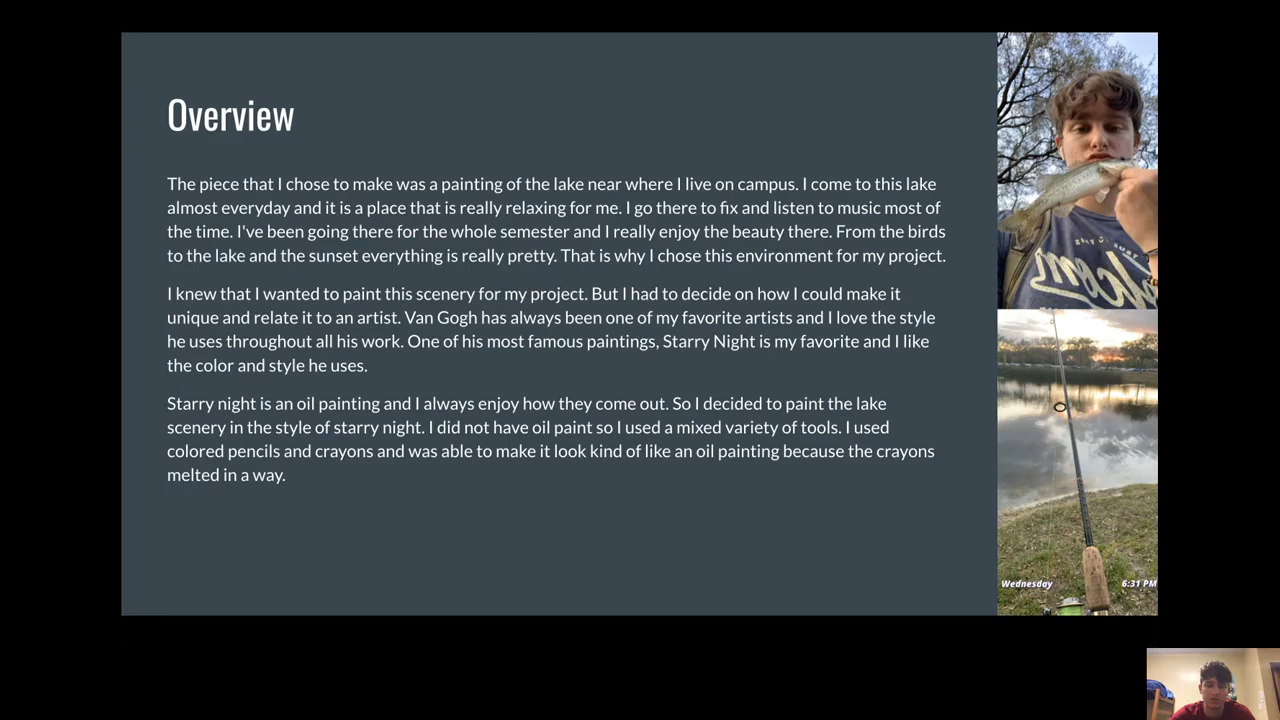 Overview
The piece that I chose to make was a painting of the lake near where I live on campus. I come to this lake
almost everyday and it is a place that is really relaxing for me. I go there to fix and listen to music most of
the time. I've been going there for the whole semester and I really enjoy the beauty there. From the birds
to the lake and the sunset everything is really pretty. That is why I chose this environment for my project.
I knew that I wanted to paint this scenery for my project. But I had to decide on how I could make it
unique and relate it to an artist. Van Gogh has always been one of my favorite artists and I love the style
he uses throughout all his work. One of his most famous paintings, Starry Night is my favorite and I like
the color and style he uses.
Starry night is an oil painting and I always enjoy how they come out. So I decided to paint the lake
scenery in the style of starry night. I did not have oil paint so I used a mixed variety of tools. I used
colored pencils and crayons and was able to make it look kind of like an oil painting because the crayons
melted in a way.
Wednesday
6:31 PM